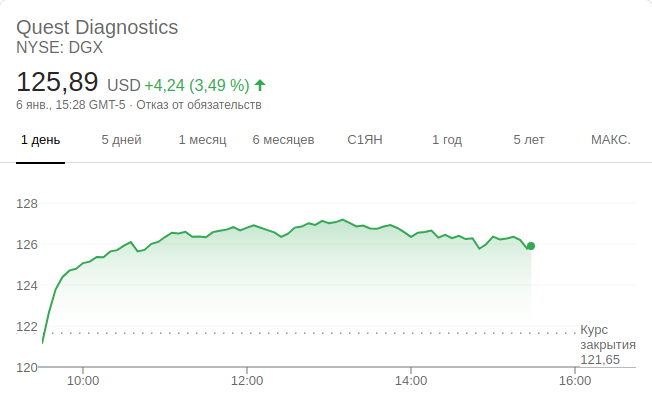 Quest Diagnostics
NYSE: DGX
125,89 USD +4,24 (3,49 %)
6 янв., 15:28 GMT-5 · Отказ от обязательств
1 день 5 дней 1 месяц 6 месяцев С1ЯН 1 год 5 лет МАКС.
128
126
124
122
120
Курс
закрытия
121,65
10:00 12:00 14:00 16:00